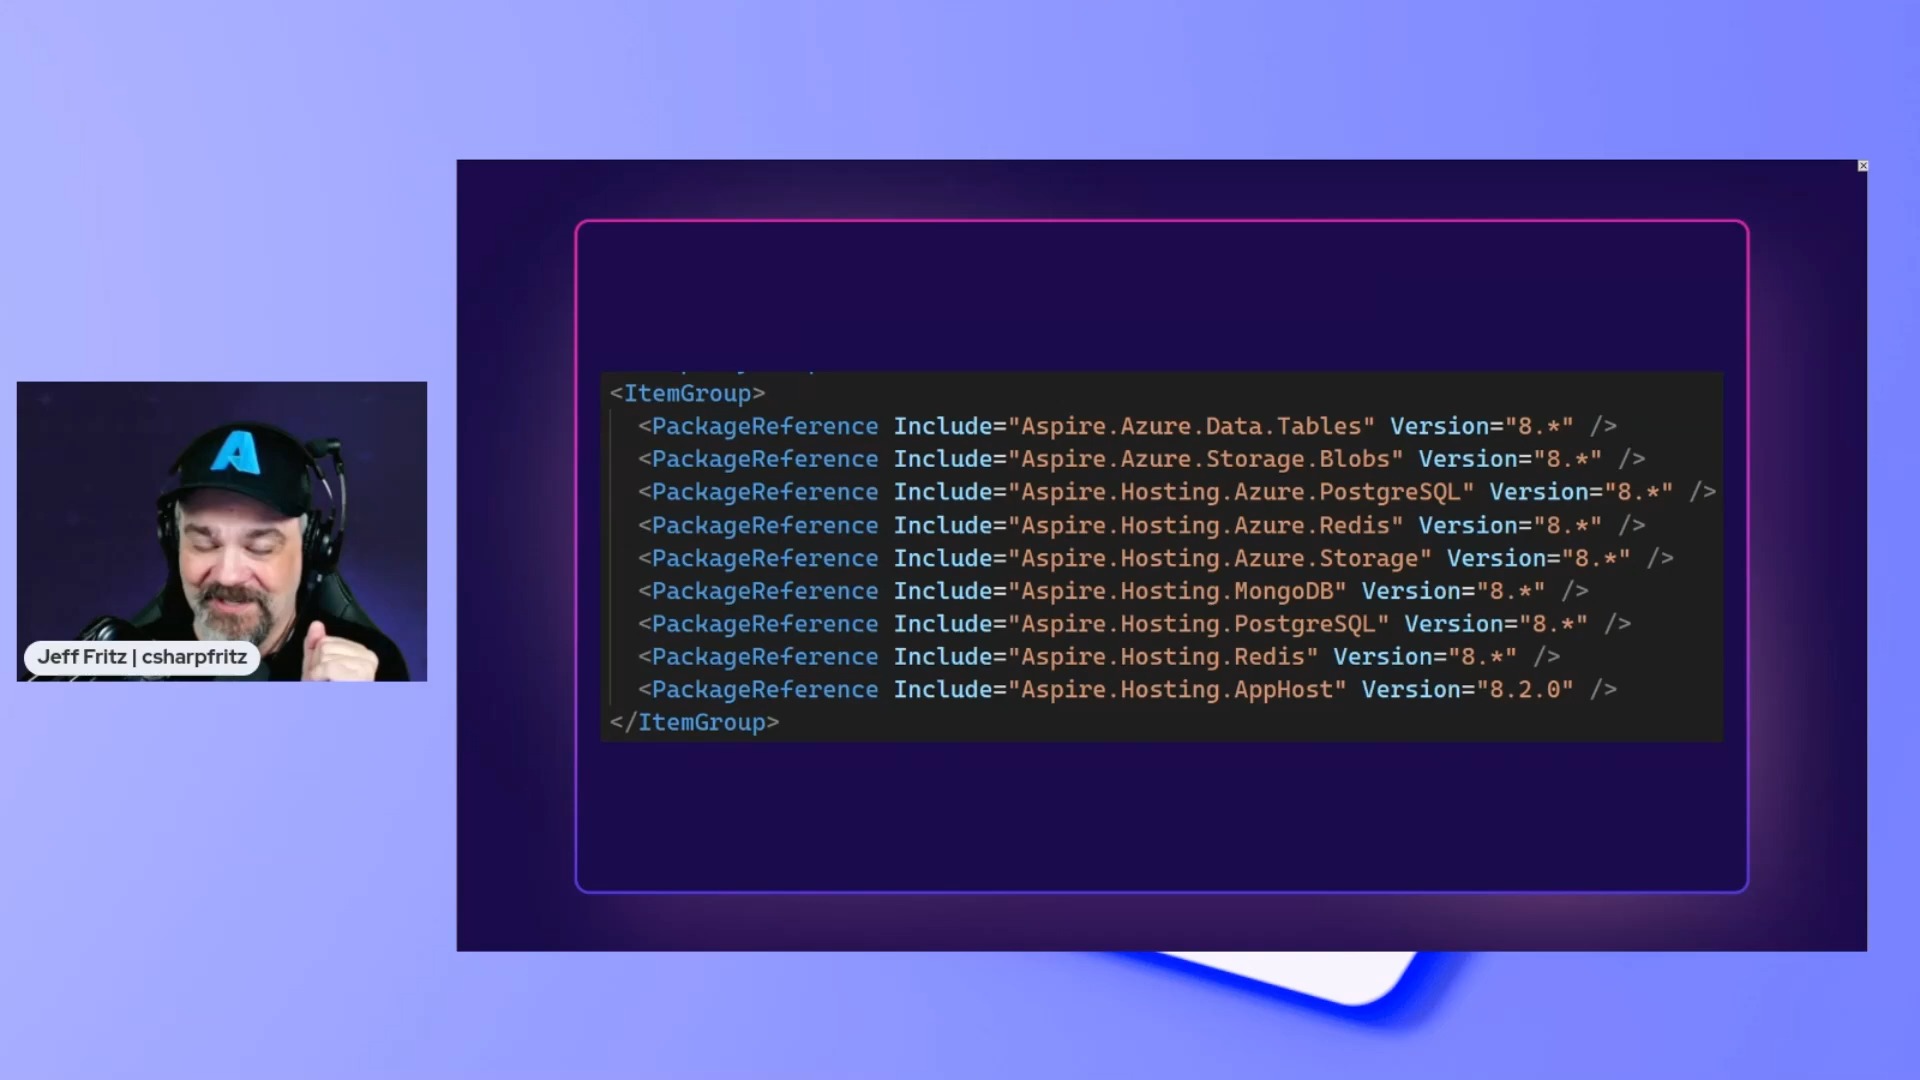 <ItemGroup>
<PackageReference Include="Aspire.Azure.Data.Tables" Version="8.*" />
<PackageReference Include="Aspire.Azure.Storage.Blobs" Version="8.*" />
<PackageReference Include="Aspire.Hosting.Azure.PostgreSQL" Version="8.*" />
<PackageReference Include="Aspire.Hosting.Azure.Redis" Version="8.*" />
<PackageReference Include="Aspire.Hosting.Azure.Storage" Version="8.*" />
<PackageReference Include="Aspire.Hosting.MongoDB" Version="8.*" />
<PackageReference Include="Aspire.Hosting.PostgreSQL" Version="8.*" />
<PackageReference Include="Aspire.Hosting.Redis" Version="8.*" />
<PackageReference Include="Aspire.Hosting.AppHost" Version="8.2.0" />
</ItemGroup>
Jeff Fritz | csharpfritz